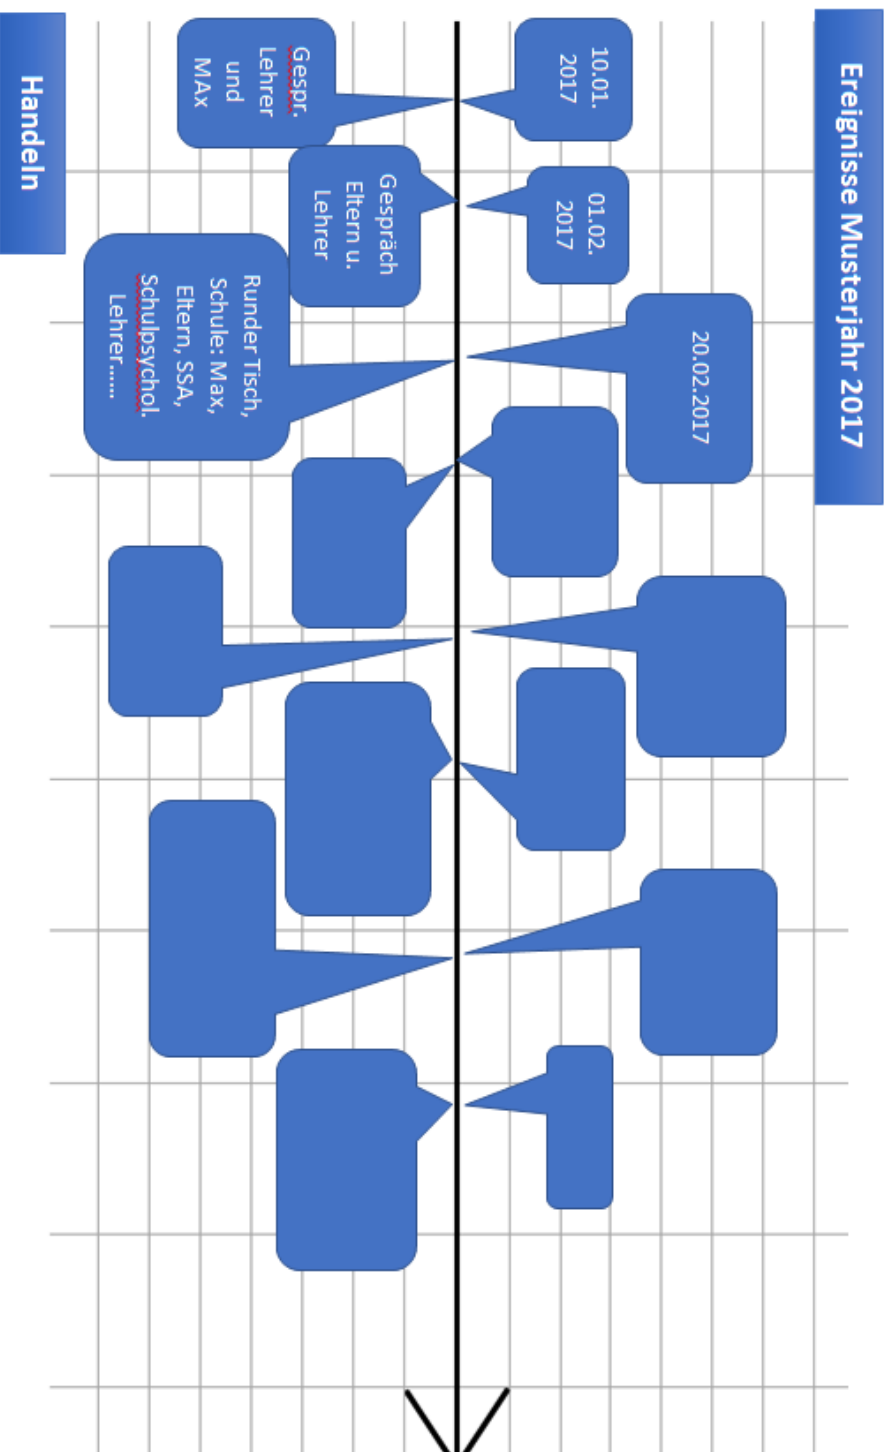 Ereignisse Musterjahr 2017
10.01.
2017
01.02.
2017
20.02.2017
Gespr.
Lehrer
und
MAx
Gespräch
Eltern u.
Lehrer
Runder Tisch,
Schule: Max,
Eltern, SSA,
Schulpsychol.
Lehrer……
Handeln